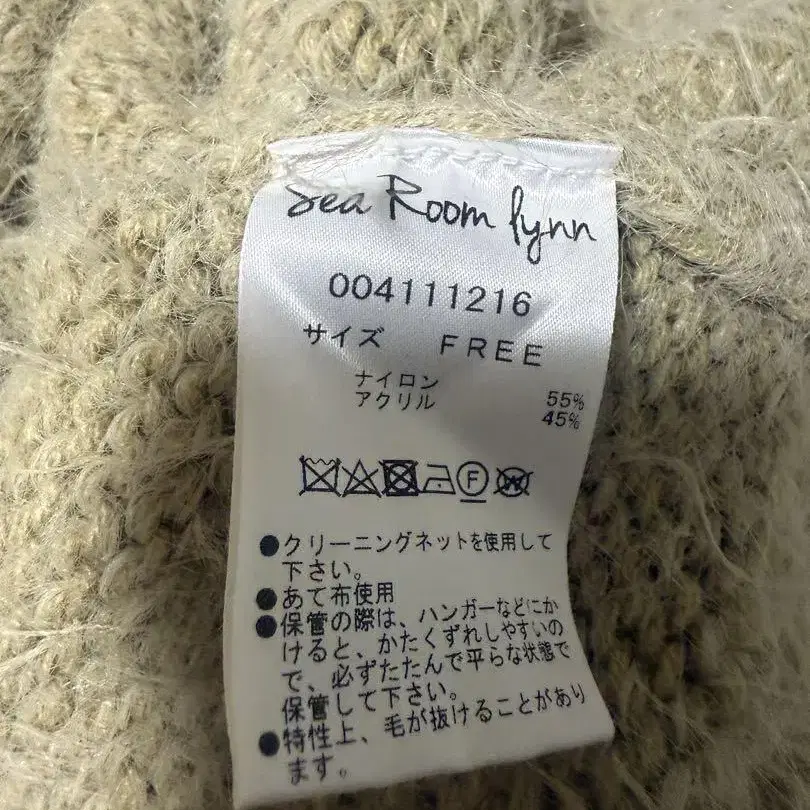 Sea Room lynn
004111216
サイズ FREE
ナイロン 55%
アクリル 45%
F W
●クリーニングネットを使用して
下さい。
●あて布使用
●保管の際は、ハンガーなどにか
けると、かたくずれしやすいの
で、必ずたたんで平らな状態で
保管して下さい。
●特性上、毛が抜けることがあり
ます。